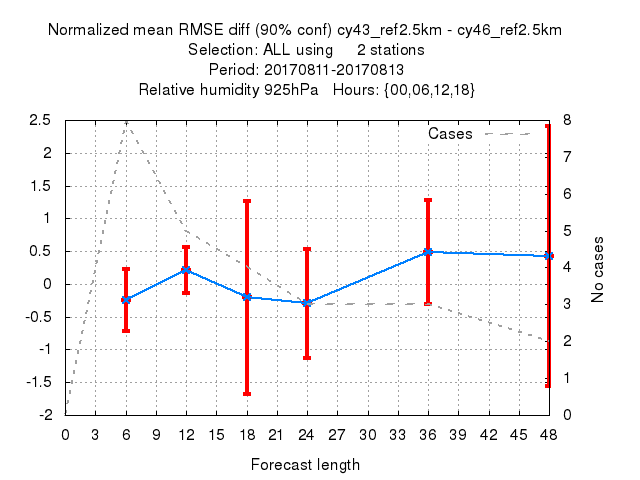 Normalized mean RMSE diff (90% conf) cy43_ref2.5km - cy46_ref2.5km
Selection: ALL using     2 stations
Period: 20170811-20170813
Relative humidity 925hPa   Hours: {00,06,12,18}
Cases
2.5
2
1.5
1
0.5
0
-0.5
-1
-1.5
-2
8
7
6
5
4
3
2
1
0
No cases
0 3 6 9 12 15 18 21 24 27 30 33 36 39 42 45 48
Forecast length